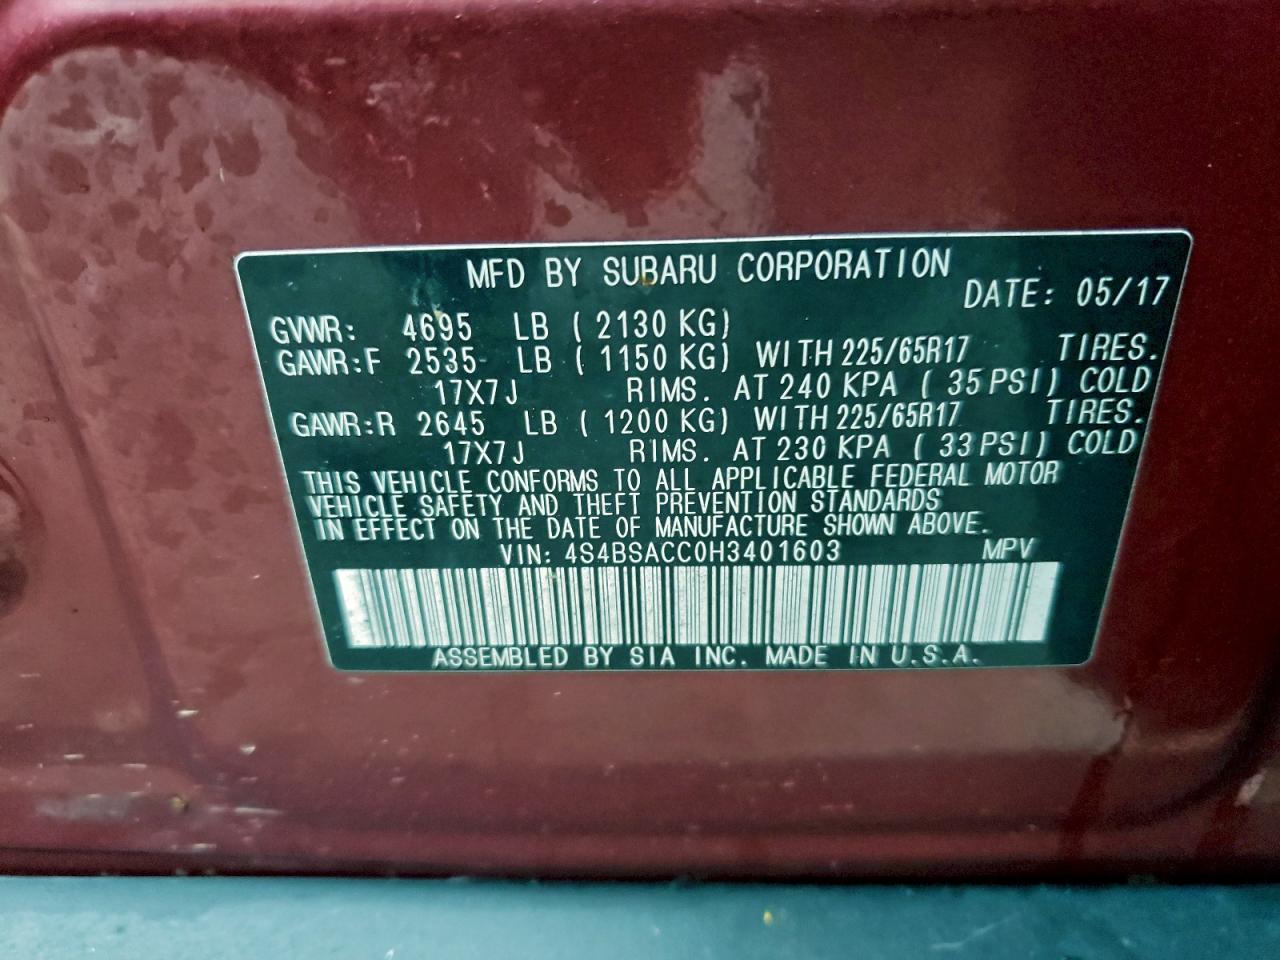 MFD BY SUBARU CORPORATION
DATE: 05/17
GVWR: 4695 LB ( 2130 KG)
GAWR:F 2535 LB ( 1150 KG) WITH 225/65R17 TIRES.
17X7J RIMS. AT 240 KPA ( 35 PSI) COLD
GAWR:R 2645 LB ( 1200 KG) WITH 225/65R17 TIRES.
17X7J RIMS. AT 230 KPA ( 33 PSI) COLD
THIS VEHICLE CONFORMS TO ALL APPLICABLE FEDERAL MOTOR
VEHICLE SAFETY AND THEFT PREVENTION STANDARDS
IN EFFECT ON THE DATE OF MANUFACTURE SHOWN ABOVE.
VIN: 4S4BSACC0H3401603 MPV
ASSEMBLED BY SIA INC. MADE IN U.S.A.